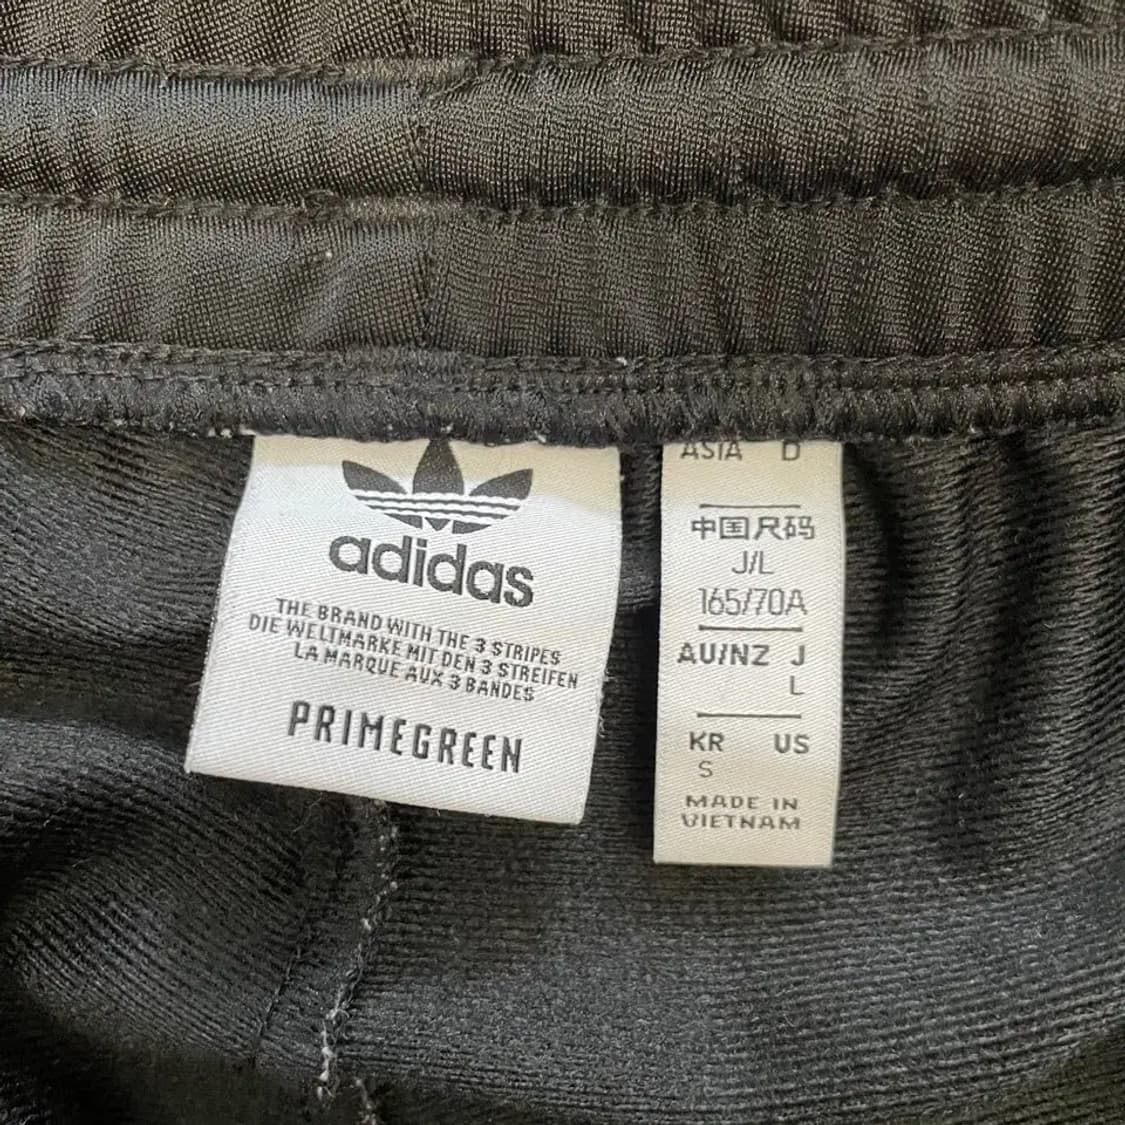 adidas
THE BRAND WITH THE 3 STRIPES
DIE WELTMARKE MIT DEN 3 STREIFEN
LA MARQUE AUX 3 BANDES
PRIMEGREEN
ASIA D
中国尺码
J/L
165/70A
AU/NZ J
L
KR US
S
MADE IN
VIETNAM